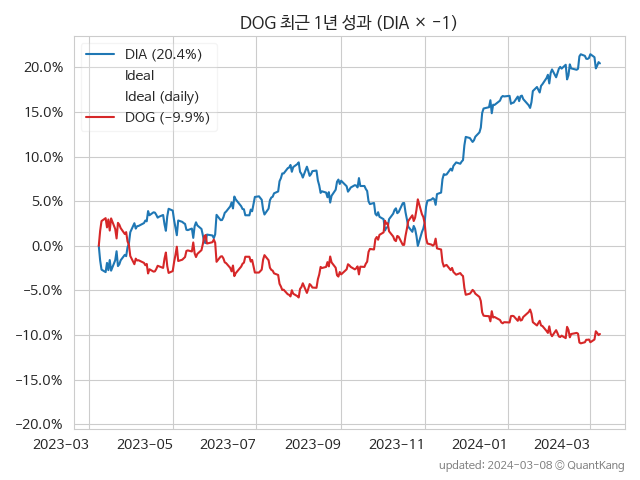 DOG 최근 1년 성과 (DIA × −1)
DIA (20.4%)
Ideal
Ideal (daily)
DOG (−9.9%)
20.0%
15.0%
10.0%
5.0%
0.0%
−5.0%
−10.0%
−15.0%
−20.0%
2023-03 2023-05 2023-07 2023-09 2023-11 2024-01 2024-03
updated: 2024-03-08 © QuantKang